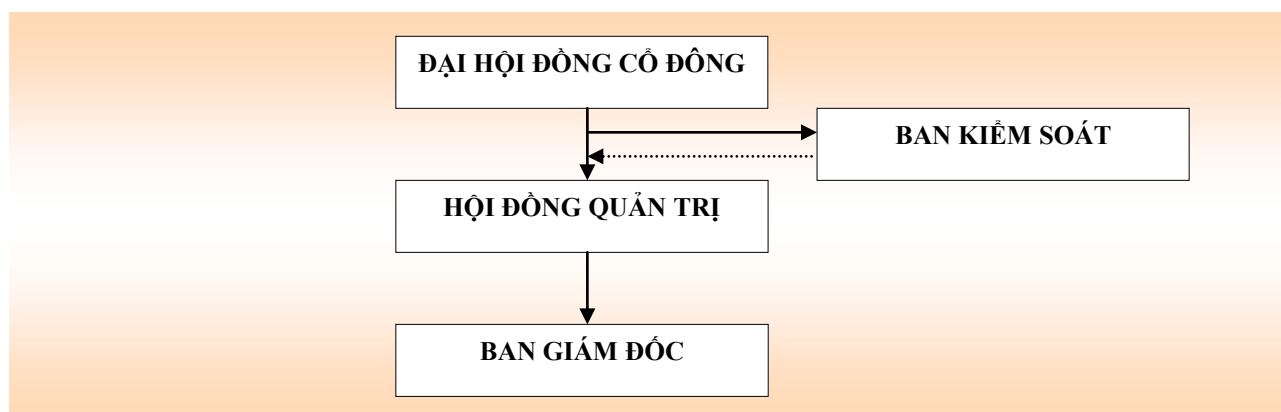 ĐẠI HỘI ĐỒNG CỔ ĐÔNG
BAN KIỂM SOÁT
HỘI ĐỒNG QUẢN TRỊ
BAN GIÁM ĐỐC